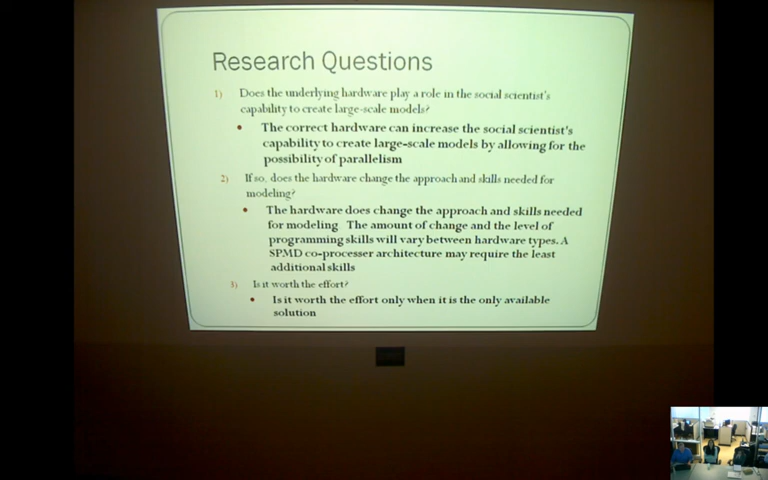 Research Questions
1) Does the underlying hardware play a role in the social scientist's
capability to create large-scale models?
• The correct hardware can increase the social scientist's
capability to create large-scale models by allowing for the
possibility of parallelism
2) If so, does the hardware change the approach and skills needed for
modeling?
• The hardware does change the approach and skills needed
for modeling The amount of change and the level of
programming skills will vary between hardware types. A
SPMD co-processer architecture may require the least
additional skills
3) Is it worth the effort?
• Is it worth the effort only when it is the only available
solution